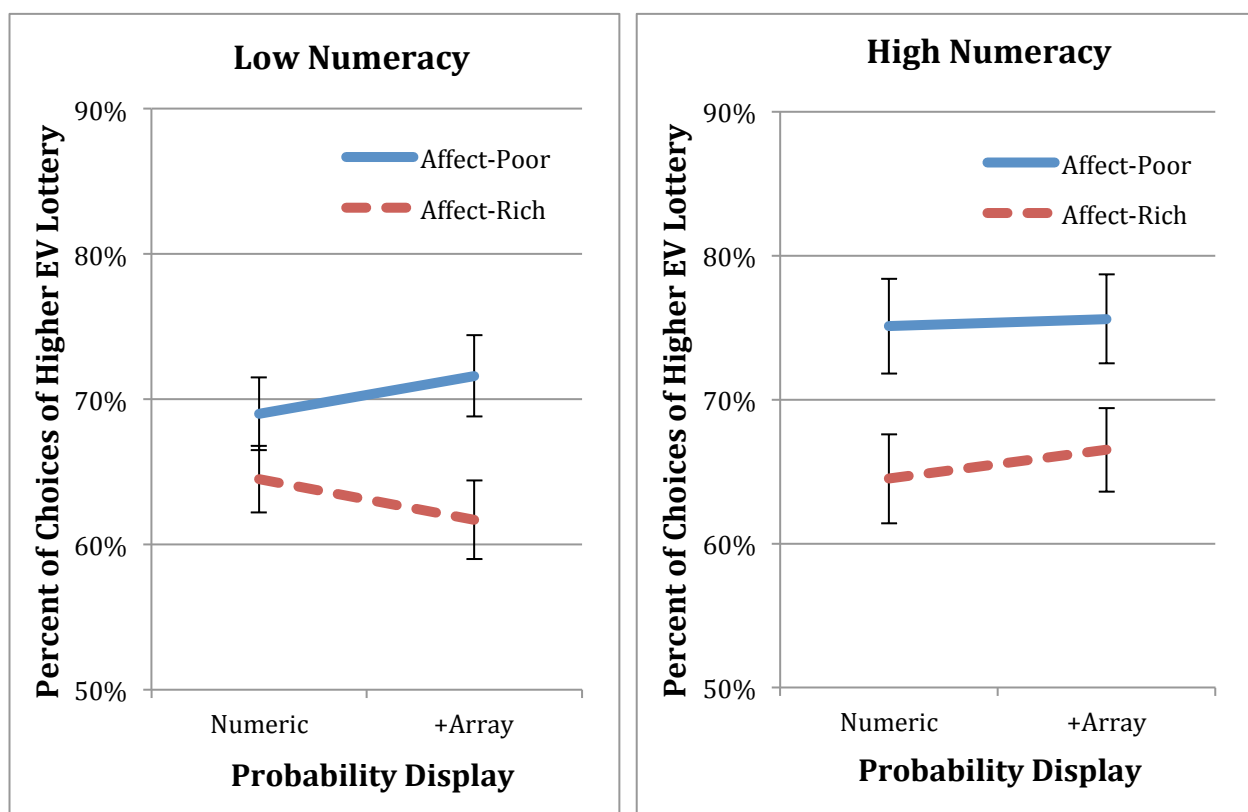 Low Numeracy
Percent of Choices of Higher EV Lottery
90%
80%
70%
60%
50%
Affect-Poor
Affect-Rich
Numeric
+Array
Probability Display
High Numeracy
Percent of Choices of Higher EV Lottery
90%
80%
70%
60%
50%
Affect-Poor
Affect-Rich
Numeric
+Array
Probability Display